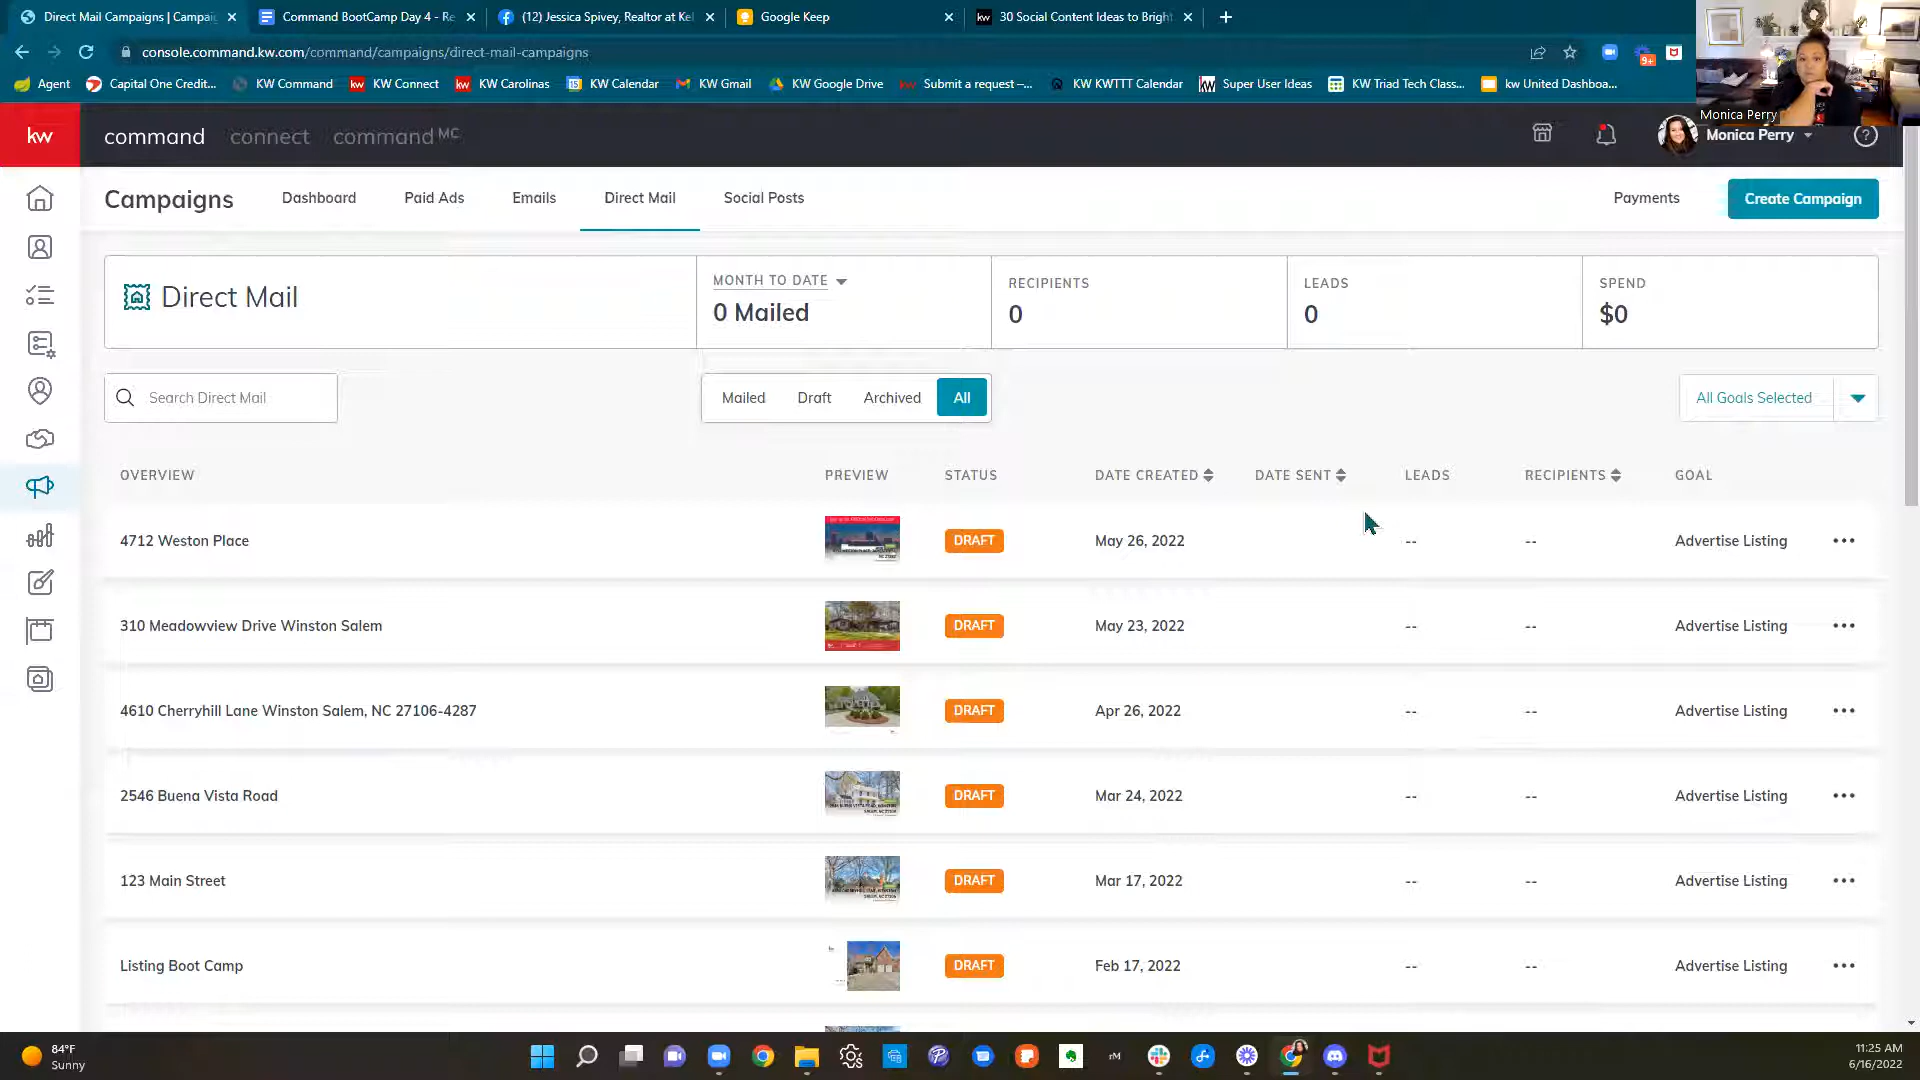 Direct Mail Campaigns | Campai
Command BootCamp Day 4 - Re
(12) Jessica Spivey, Realtor at Kel
Google Keep
kw 30 Social Content Ideas to Bright
console.command.kw.com/command/campaigns/direct-mail-campaigns
9+
Agent
Capital One Credit...
KW Command
kw KW Connect
kw KW Carolinas
KW Calendar
KW Gmail
KW Google Drive
kw Submit a request –...
KW KWTTT Calendar
Super User Ideas
KW Triad Tech Class...
kw United Dashboa...
Monica Perry
kw
command connect command MC
Monica Perry
Campaigns
Dashboard
Paid Ads
Emails
Direct Mail
Social Posts
Payments
Create Campaign
Direct Mail
MONTH TO DATE
0 Mailed
RECIPIENTS
0
LEADS
0
SPEND
$0
Search Direct Mail
Mailed
Draft
Archived
All
All Goals Selected
OVERVIEW PREVIEW STATUS DATE CREATED DATE SENT LEADS RECIPIENTS GOAL
4712 Weston Place DRAFT May 26, 2022 -- -- Advertise Listing
310 Meadowview Drive Winston Salem DRAFT May 23, 2022 -- -- Advertise Listing
4610 Cherryhill Lane Winston Salem, NC 27106-4287 DRAFT Apr 26, 2022 -- -- Advertise Listing
2546 Buena Vista Road DRAFT Mar 24, 2022 -- -- Advertise Listing
123 Main Street DRAFT Mar 17, 2022 -- -- Advertise Listing
Listing Boot Camp DRAFT Feb 17, 2022 -- -- Advertise Listing
84°F
Sunny
rM
11:25 AM
6/16/2022